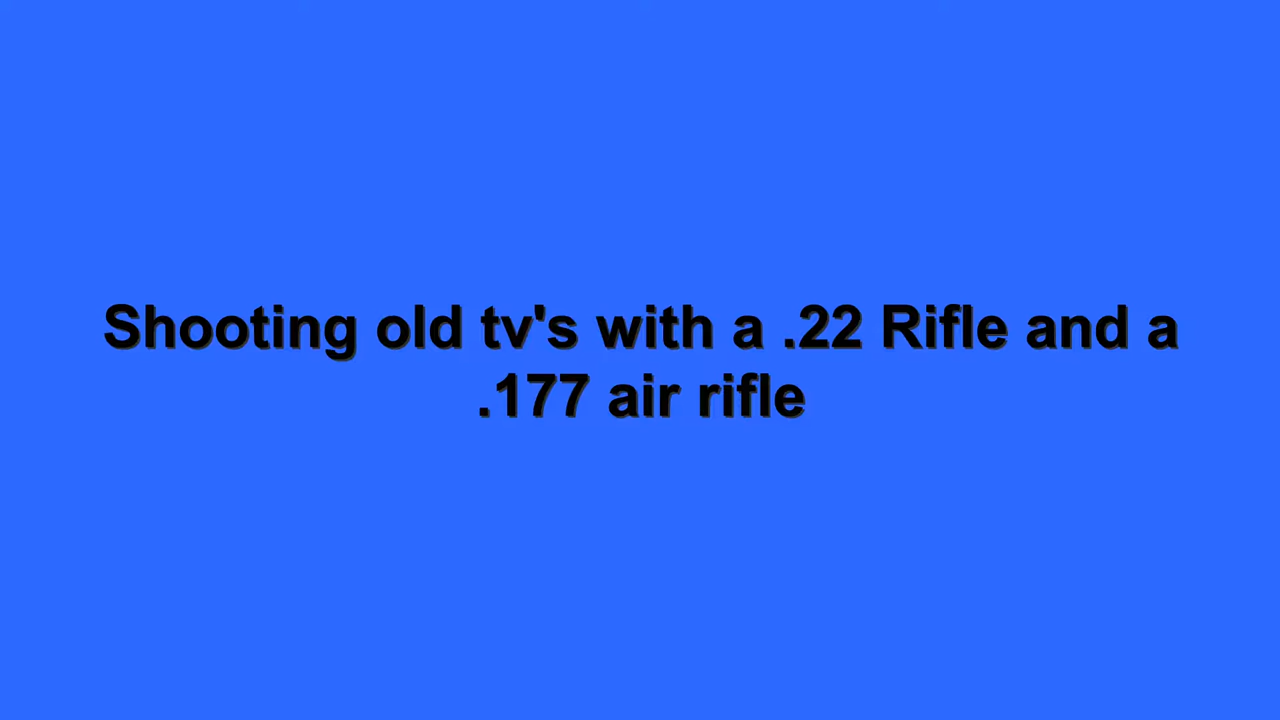 Shooting old tv's with a .22 Rifle and a
.177 air rifle